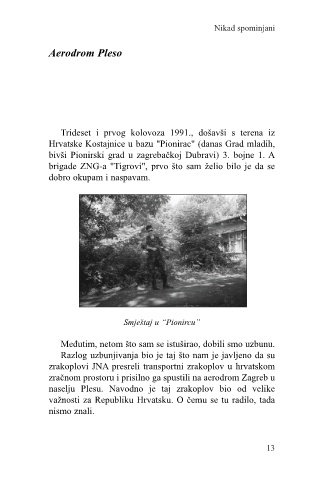 Nikad spominjani
Aerodrom Pleso
Trideset i prvog kolovoza 1991., došavši s terena iz
Hrvatske Kostajnice u bazu "Pionirac" (danas Grad mladih,
bivši Pionirski grad u zagrebačkoj Dubravi) 3. bojne 1. A
brigade ZNG-a "Tigrovi", prvo što sam želio bilo je da se
dobro okupam i naspavam.
Smještaj u "Pionircu"
Međutim, netom što sam se istuširao, dobili smo uzbunu.
Razlog uzbunjivanja bio je taj što nam je javljeno da su
zrakoplovi JNA presreli transportni zrakoplov u hrvatskom
zračnom prostoru i prisilno ga spustili na aerodrom Zagreb u
naselju Plesu. Navodno je taj zrakoplov bio od velike
važnosti za Republiku Hrvatsku. O čemu se tu radilo, tada
nismo znali.
13